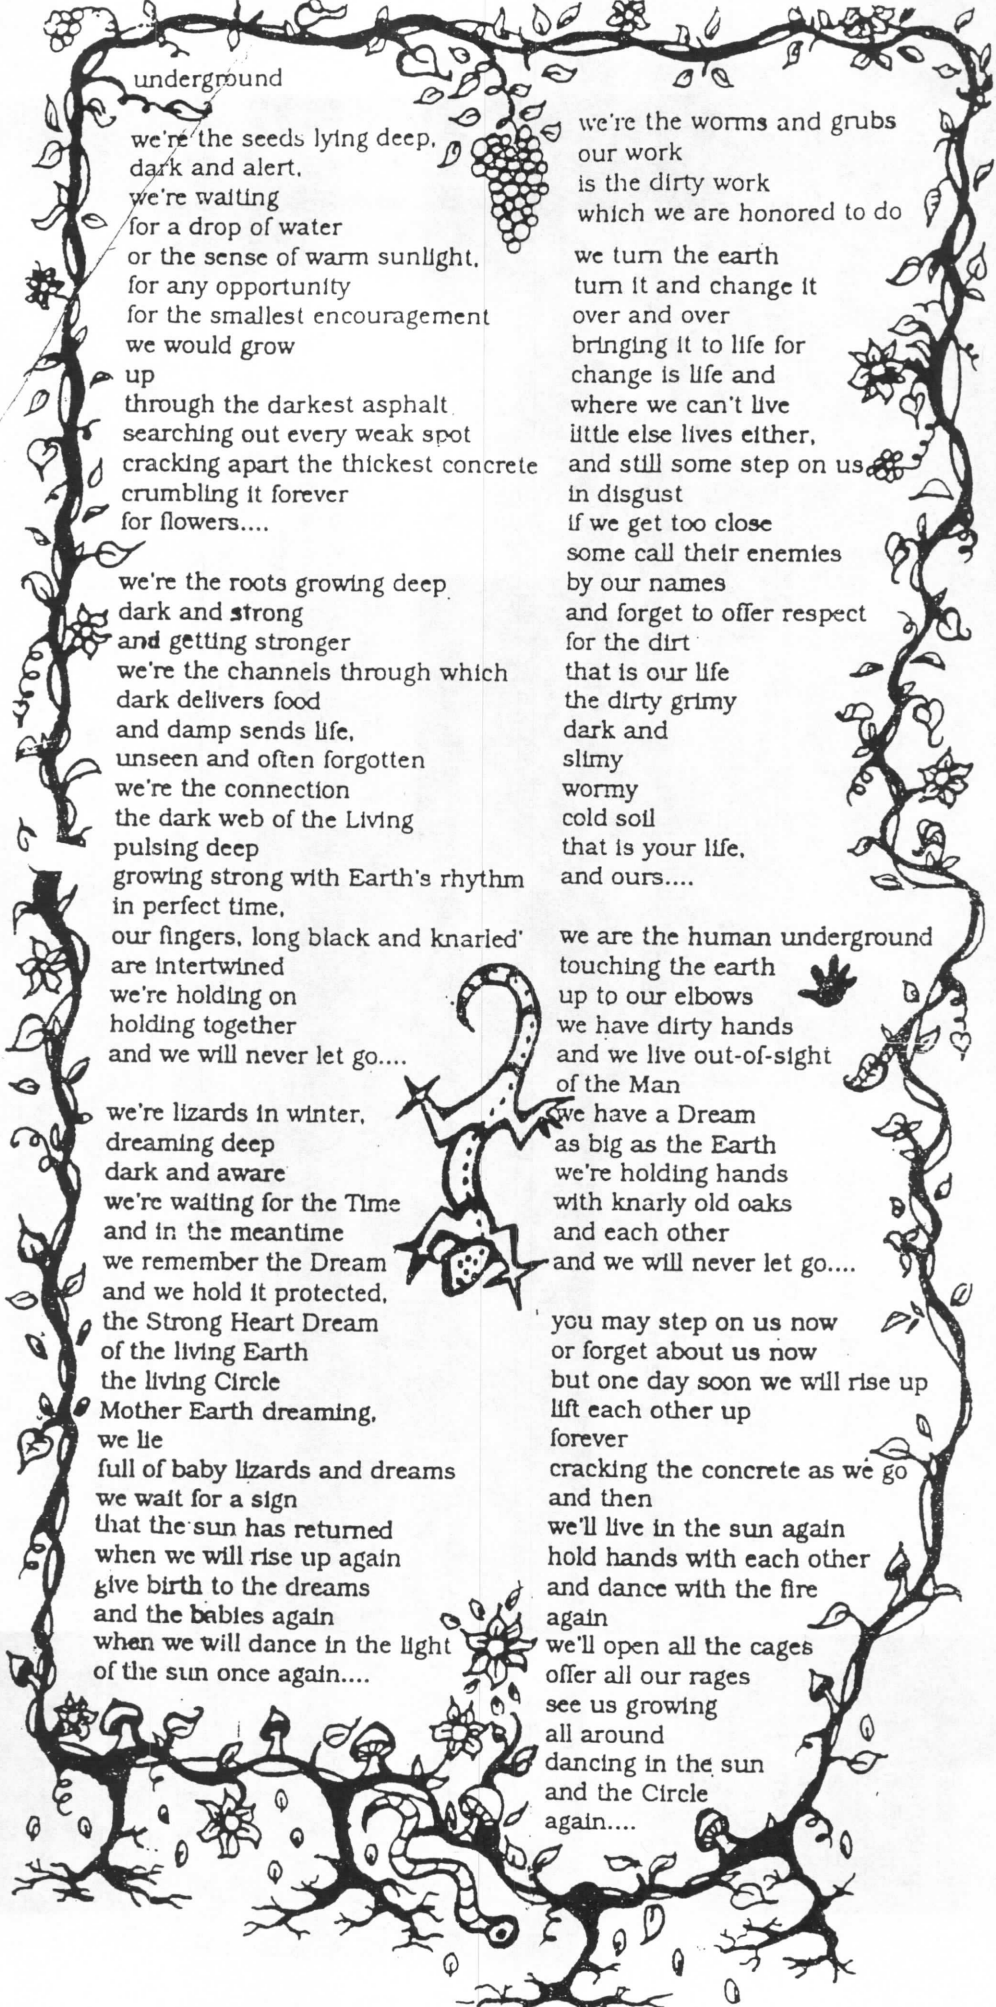 underground

we're the seeds lying deep,
dark and alert,
we're waiting
for a drop of water
or the sense of warm sunlight,
for any opportunity
for the smallest encouragement
we would grow
up
through the darkest asphalt
searching out every weak spot
cracking apart the thickest concrete
crumbling it forever
for flowers....

we're the roots growing deep
dark and strong
and getting stronger
we're the channels through which
dark delivers food
and damp sends life,
unseen and often forgotten
we're the connection
the dark web of the Living
pulsing deep
growing strong with Earth's rhythm
in perfect time,
our fingers, long black and knarled'
are intertwined
we're holding on
holding together
and we will never let go....

we're lizards in winter,
dreaming deep
dark and aware
we're waiting for the Time
and in the meantime
we remember the Dream
and we hold it protected,
the Strong Heart Dream
of the living Earth
the living Circle
Mother Earth dreaming,
we lie
full of baby lizards and dreams
we wait for a sign
that the sun has returned
when we will rise up again
give birth to the dreams
and the babies again
when we will dance in the light
of the sun once again....

we're the worms and grubs
our work
is the dirty work
which we are honored to do

we turn the earth
turn it and change it
over and over
bringing it to life for
change is life and
where we can't live
little else lives either,
and still some step on us
in disgust
if we get too close
some call their enemies
by our names
and forget to offer respect
for the dirt
that is our life
the dirty grimy
dark and
slimy
wormy
cold soil
that is your life,
and ours....

we are the human underground
touching the earth
up to our elbows
we have dirty hands
and we live out-of-sight
of the Man
we have a Dream
as big as the Earth
we're holding hands
with knarly old oaks
and each other
and we will never let go....

you may step on us now
or forget about us now
but one day soon we will rise up
lift each other up
forever
cracking the concrete as we go
and then
we'll live in the sun again
hold hands with each other
and dance with the fire
again
we'll open all the cages
offer all our rages
see us growing
all around
dancing in the sun
and the Circle
again....